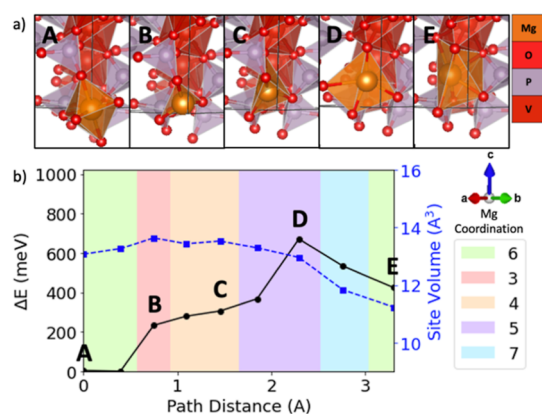 a)
A
B
C
D
E
Mg
O
P
V
b)
1000
800
600
400
200
0
ΔE (meV)
A
B
C
D
E
0
1
2
3
Path Distance (A)
16
14
12
10
Site Volume (A³)
c
a
b
Mg
Coordination
6
3
4
5
7